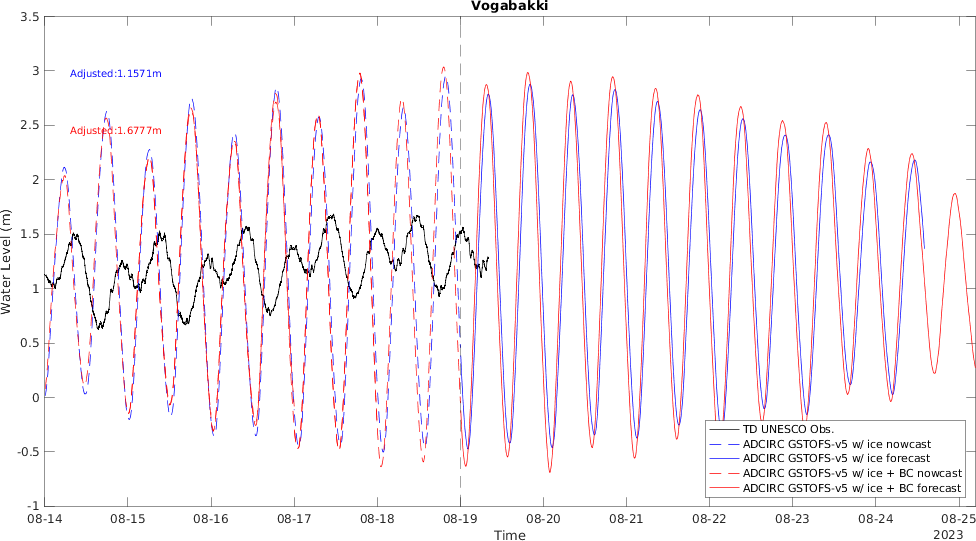 Vogabakki
3.5
3
2.5
2
1.5
1
0.5
0
-0.5
-1
Water Level (m)
Adjusted:1.1571m
Adjusted:1.6777m
TD UNESCO Obs.
ADCIRC GSTOFS-v5 w/ ice nowcast
ADCIRC GSTOFS-v5 w/ ice forecast
ADCIRC GSTOFS-v5 w/ ice + BC nowcast
ADCIRC GSTOFS-v5 w/ ice + BC forecast
08-14 08-15 08-16 08-17 08-18 08-19 08-20 08-21 08-22 08-23 08-24 08-25
Time
2023